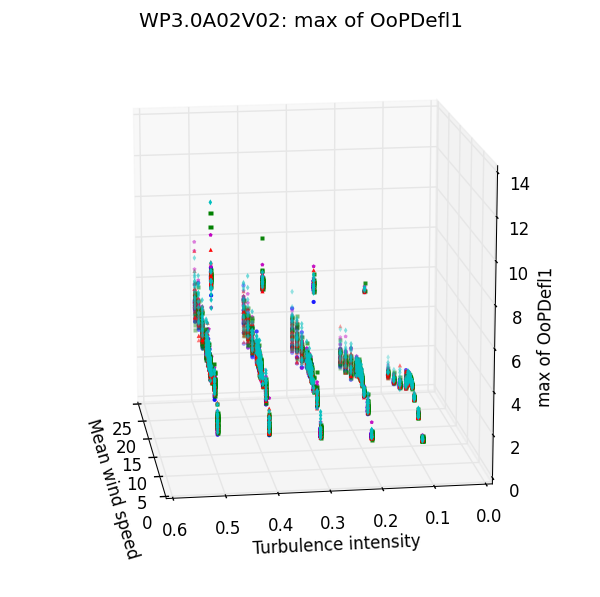 WP3.0A02V02: max of OoPDefl1
14
12
10
8
6
4
2
0
max of OoPDefl1
25
20
15
10
5
0
Mean wind speed
0.6 0.5 0.4 0.3 0.2 0.1 0.0
Turbulence intensity